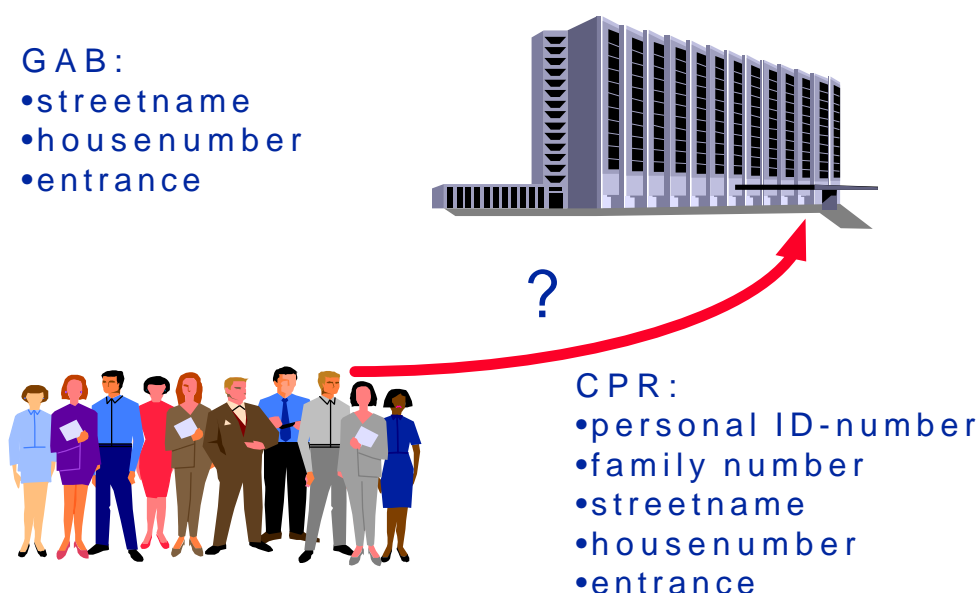 GAB:
•streetname
•housenumber
•entrance
?
CPR:
•personal ID-number
•family number
•streetname
•housenumber
•entrance